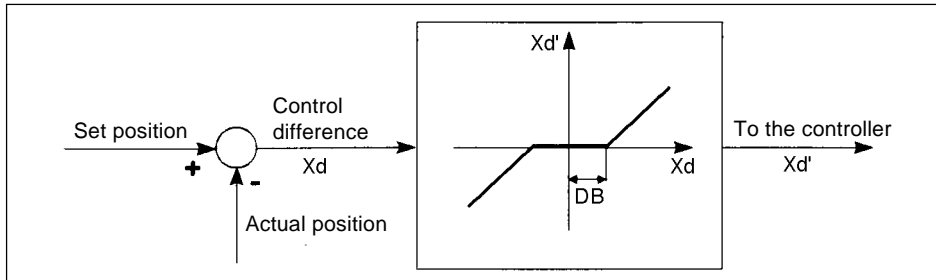 Set position
+
-
Actual position
Control
difference
Xd
Xd'
Xd
DB
To the controller
Xd'